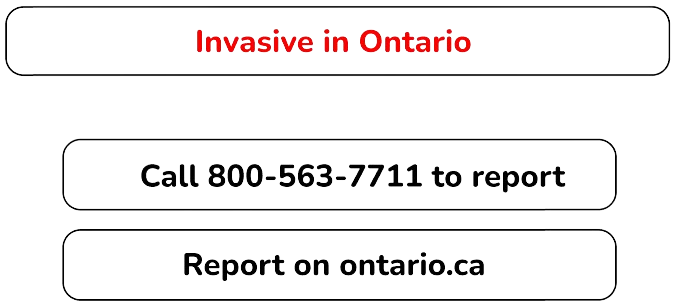 Invasive in Ontario
Call 800-563-7711 to report
Report on ontario.ca